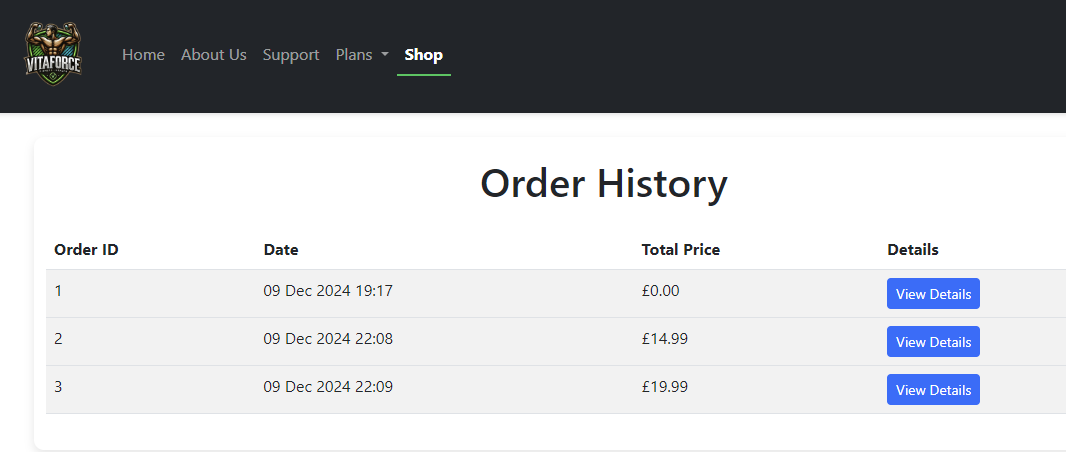 VITAFORCE
Home About Us Support Plans Shop
Order History
Order ID Date Total Price Details
1 09 Dec 2024 19:17 £0.00 View Details
2 09 Dec 2024 22:08 £14.99 View Details
3 09 Dec 2024 22:09 £19.99 View Details